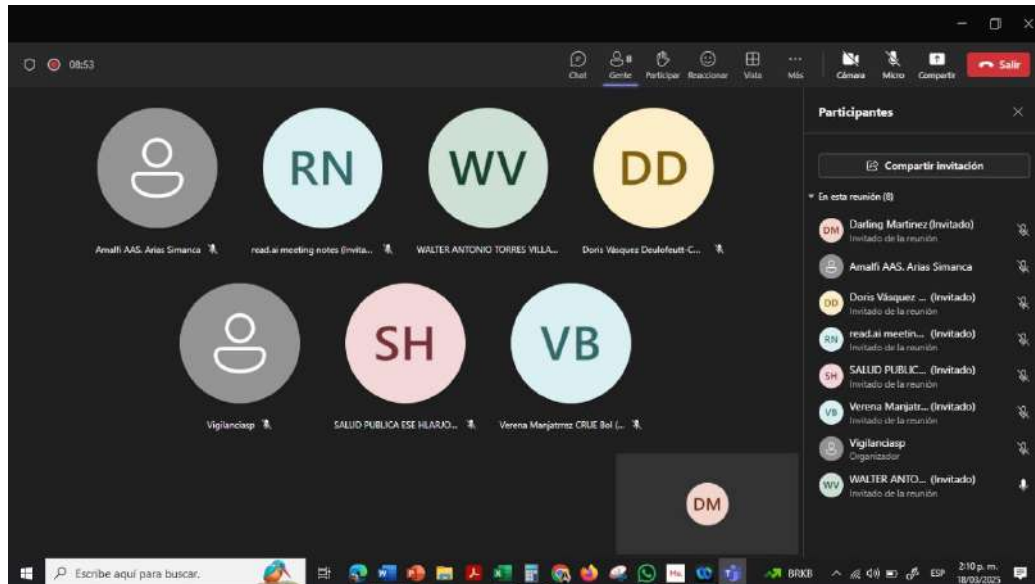 08:53
Chat
Gente
8
Participar
Reaccionar
Vista
Más
Cámara
Micro
Compartir
Salir
RN
WV
DD
Amalfi AAS. Arias Simanca
read.ai meeting notes (Invita...
WALTER ANTONIO TORRES VILLA...
Doris Vásquez Deulofeutt-C...
SH
VB
Vigilanciasp
SALUD PUBLICA ESE HLARJO...
Verena Manjatrrez CRUE Bol (...
DM
Participantes
Compartir invitación
En esta reunión (8)
DM
Darling Martinez (Invitado)
Invitado de la reunión
Amalfi AAS. Arias Simanca
DD
Doris Vásquez ... (Invitado)
Invitado de la reunión
RN
read.ai meetin... (Invitado)
Invitado de la reunión
SH
SALUD PUBLIC... (Invitado)
Invitado de la reunión
VB
Verena Manjatr... (Invitado)
Invitado de la reunión
Vigilanciasp
Organizador
WV
WALTER ANTO... (Invitado)
Invitado de la reunión
Escribe aquí para buscar.
BRKB
ESP
2:10 p. m.
18/03/2025